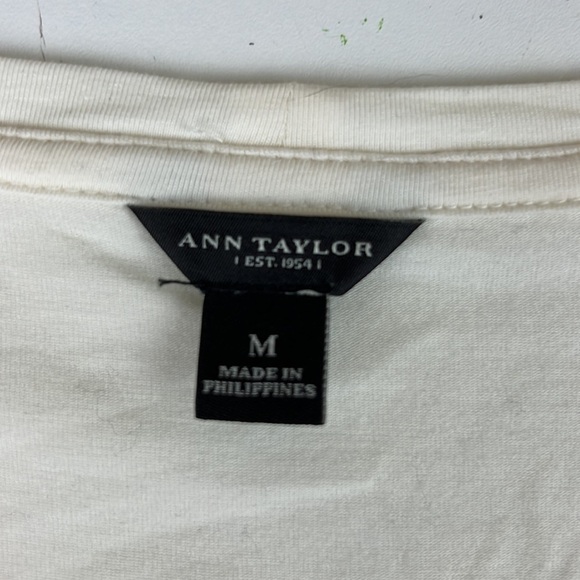 ANN TAYLOR
| EST. 1954 |
M
MADE IN
PHILIPPINES